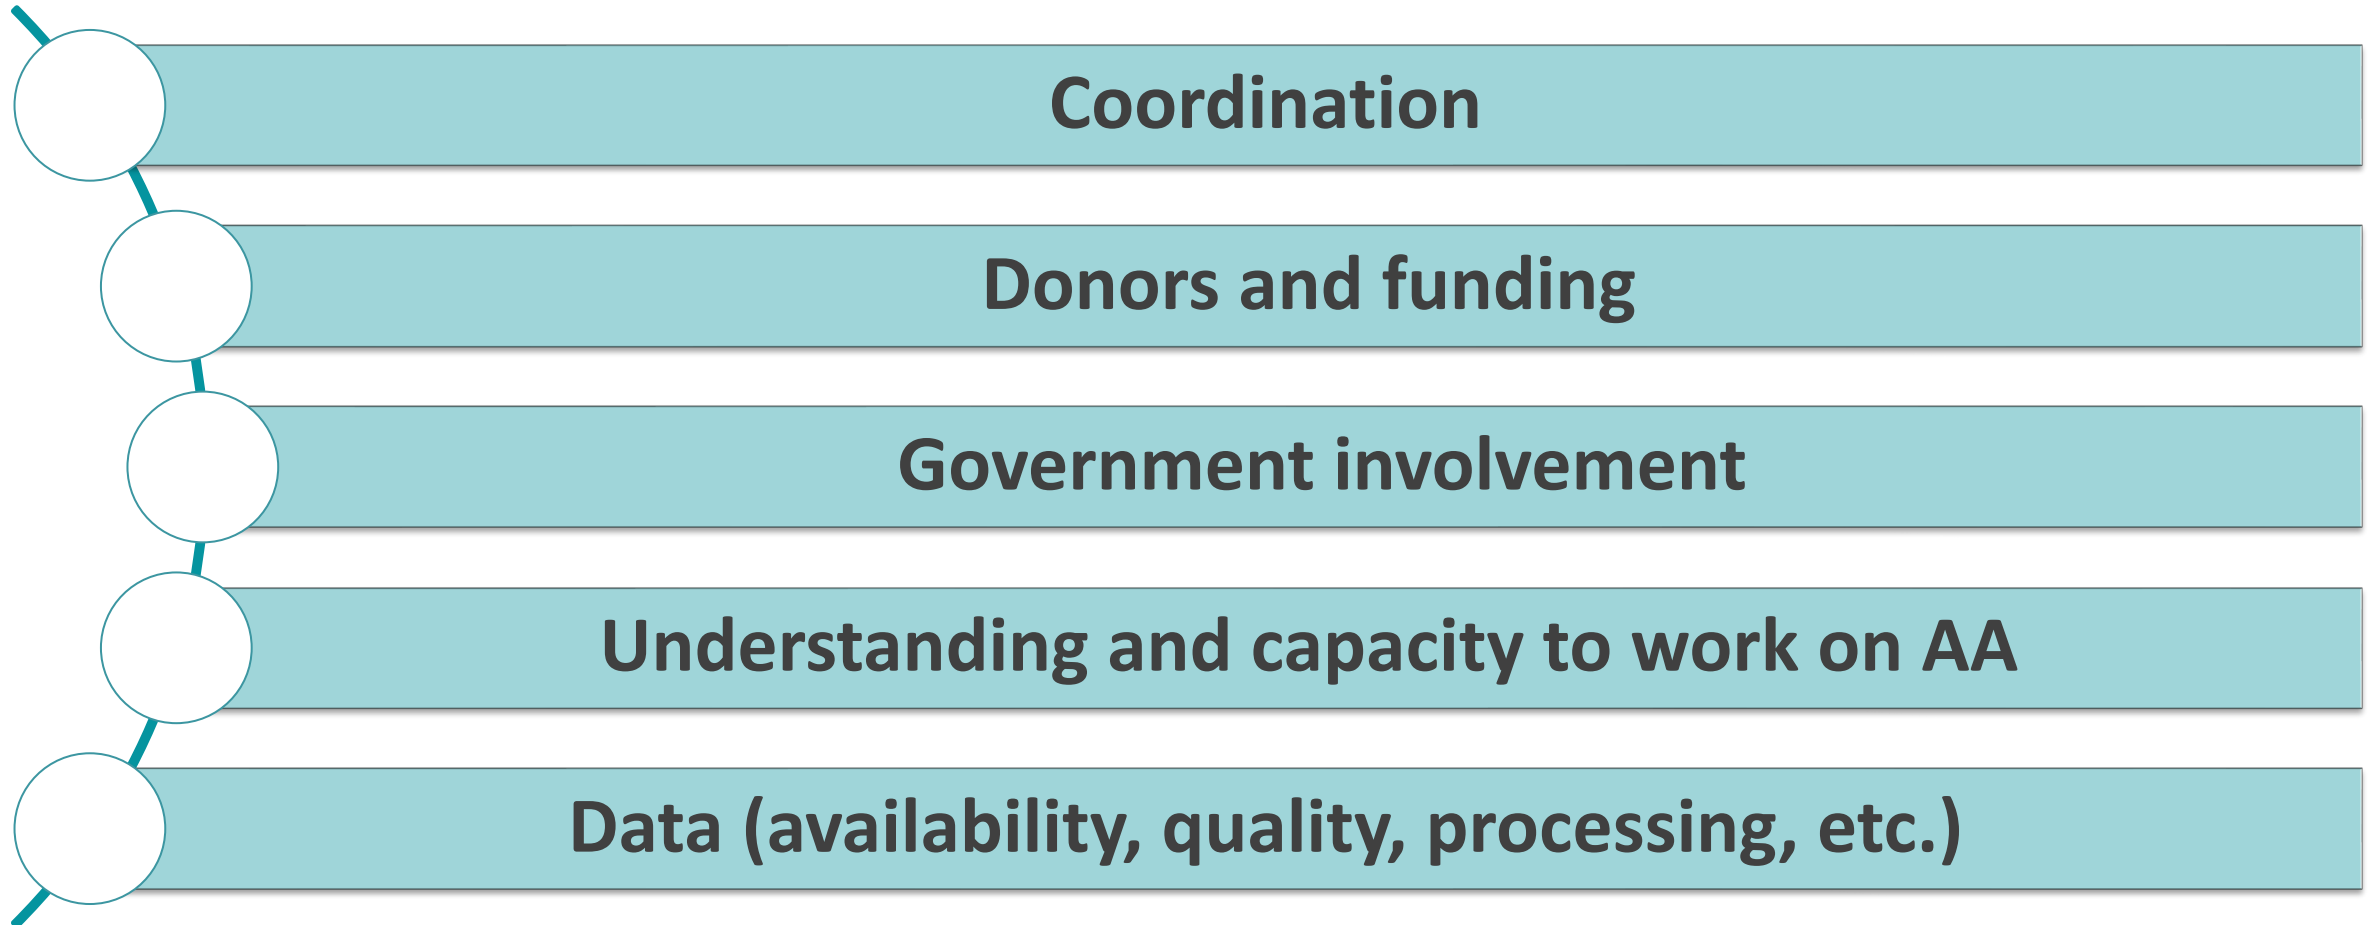 Coordination
Donors and funding
Government involvement
Understanding and capacity to work on AA
Data (availability, quality, processing, etc.)